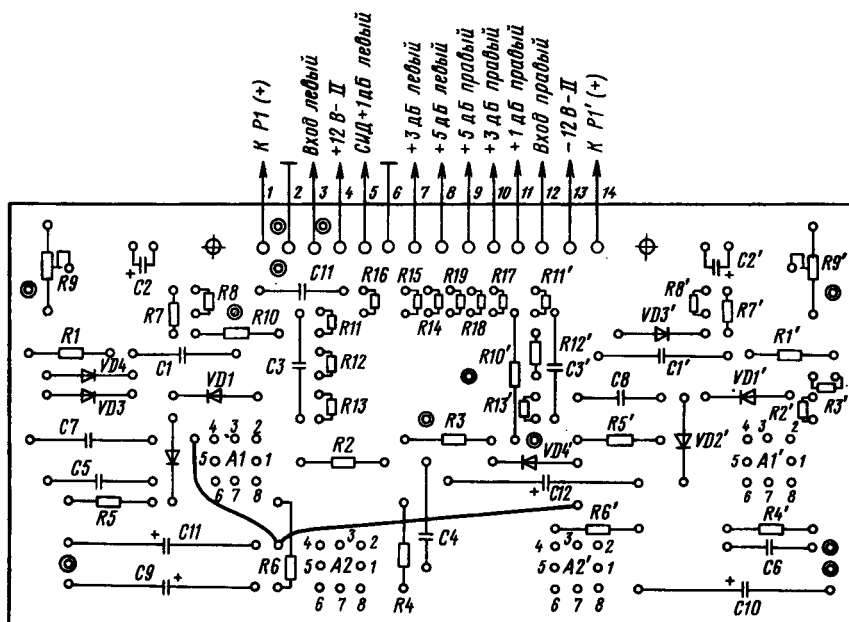 К Р1 (+)
Вход левый
+12 В-II
СИД+1дБ левый
+3 дБ левый
+5 дБ левый
+5 дБ правый
+3 дБ правый
+1 дБ правый
Вход правый
-12 В-II
К Р1' (+)
1 2 3 4 5 6 7 8 9 10 11 12 13 14
R9 + C2 R7 R8 C11 R16 R15 R19 R17 R11' R8' C2' + R9'
R14 R18 R7'
R10 R11 VD3'
R1 C1 C3 R12 R10' R12' C3' C1' R1'
VD4
VD3 VD1 R13 R13' C8 VD1' R2' R3'
C7 4 3 2 R3 R5' VD2' 4 3 2
5 A1 1 R2 VD4' 5 A1' 1
C5 6 7 8 + C12 6 7 8
R5 R6' R4'
+ C11 4 3 2 C4 4 3 2 C6
R6 5 A2 1 5 A2' 1
C9 + 6 7 8 R4 6 7 8 + C10